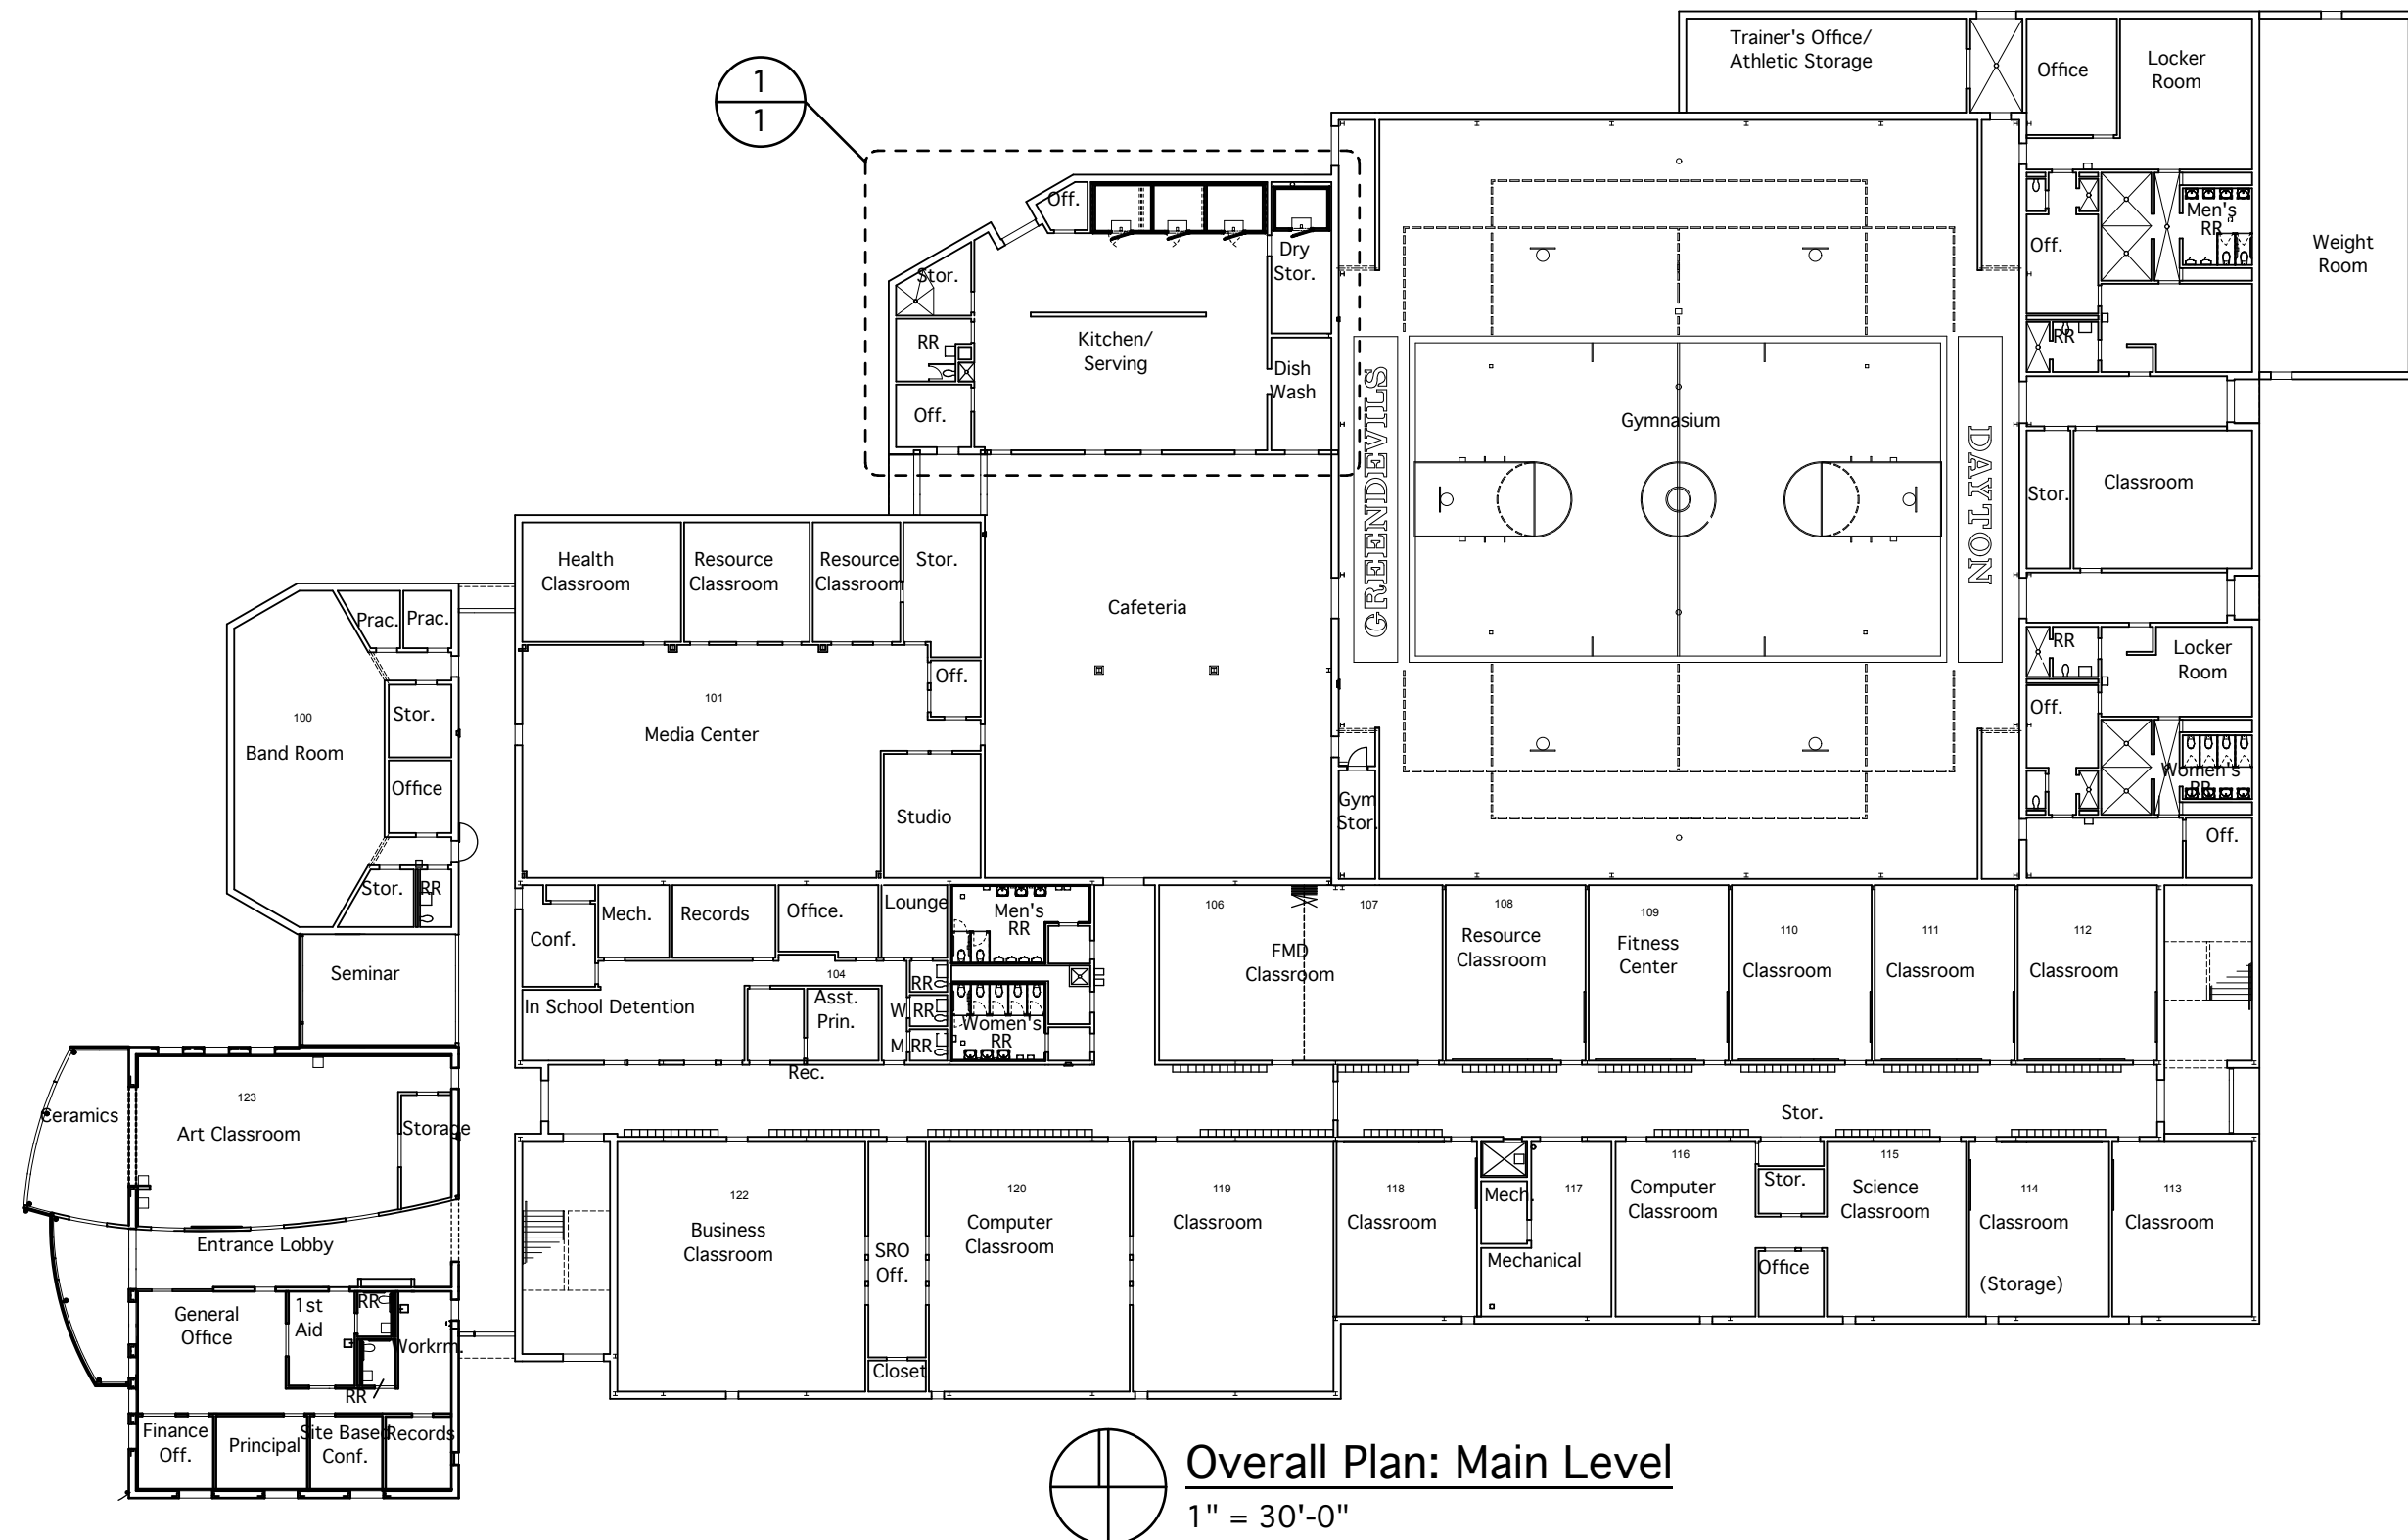 Trainer's Office/
Athletic Storage
Office
Locker
Room
1
1
Off.
Men's
RR
Weight
Room
Off.
Dry
Stor.
Stor.
RR
Kitchen/
Serving
RR
Dish
Wash
Off.
Gymnasium
GREENDEVILS
DAYTON
Stor.
Classroom
Health
Classroom
Resource
Classroom
Resource
Classroom
Stor.
Cafeteria
Prac.
Prac.
RR
Locker
Room
Off.
101
Media Center
100
Band Room
Stor.
Off.
Office
Studio
Gym
Stor.
Women's
RR
Off.
Stor.
RR
Conf.
Mech.
Records
Office.
Lounge
Men's
RR
106
107
FMD
Classroom
108
Resource
Classroom
109
Fitness
Center
110
Classroom
111
Classroom
112
Classroom
Seminar
104
In School Detention
Asst.
Prin.
RR
W
RR
M
RR
Women's
RR
Rec.
Ceramics
123
Art Classroom
Storage
Stor.
Entrance Lobby
122
Business
Classroom
SRO
Off.
Closet
120
Computer
Classroom
119
Classroom
118
Classroom
Mech.
117
Mechanical
116
Computer
Classroom
Stor.
Office
115
Science
Classroom
114
Classroom
(Storage)
113
Classroom
General
Office
1st
Aid
RR
Workrm.
RR
Finance
Off.
Principal
Site Based
Conf.
Records
Overall Plan: Main Level
1" = 30'-0"